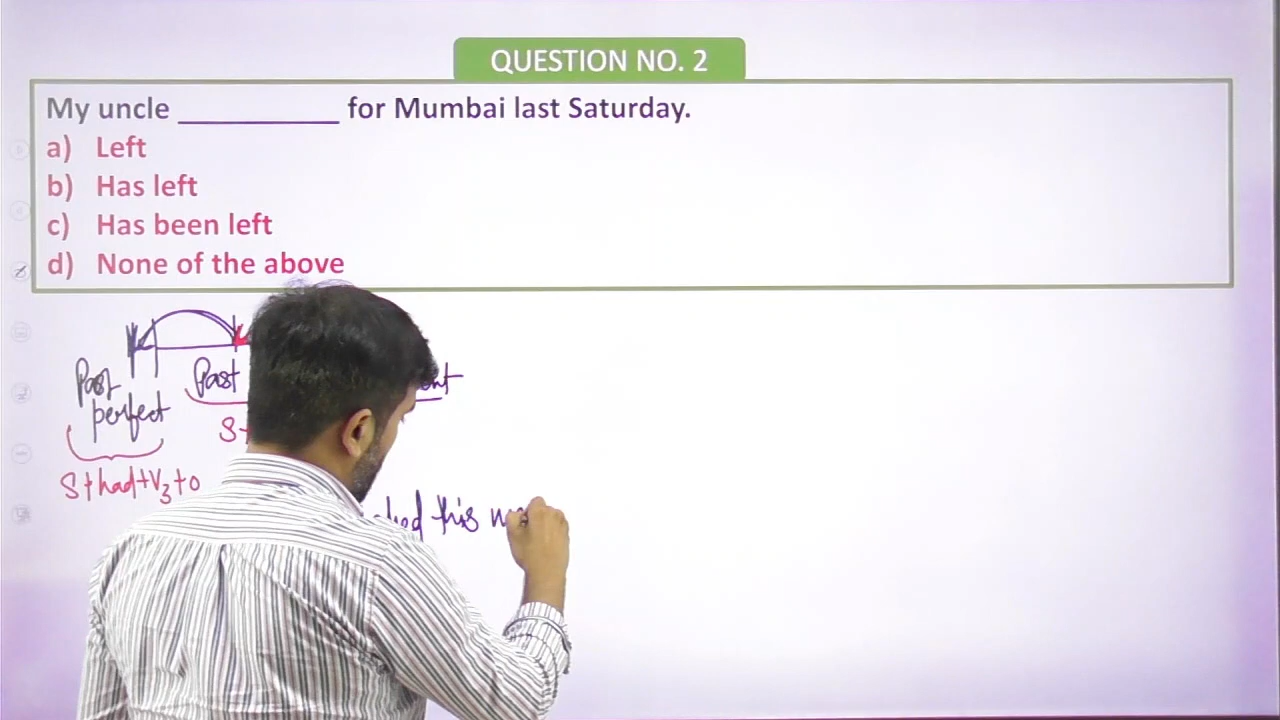 QUESTION NO. 2
My uncle ___________ for Mumbai last Saturday.
a) Left
b) Has left
c) Has been left
d) None of the above
Past Past
perfect
S+
S+had+V3+o
this